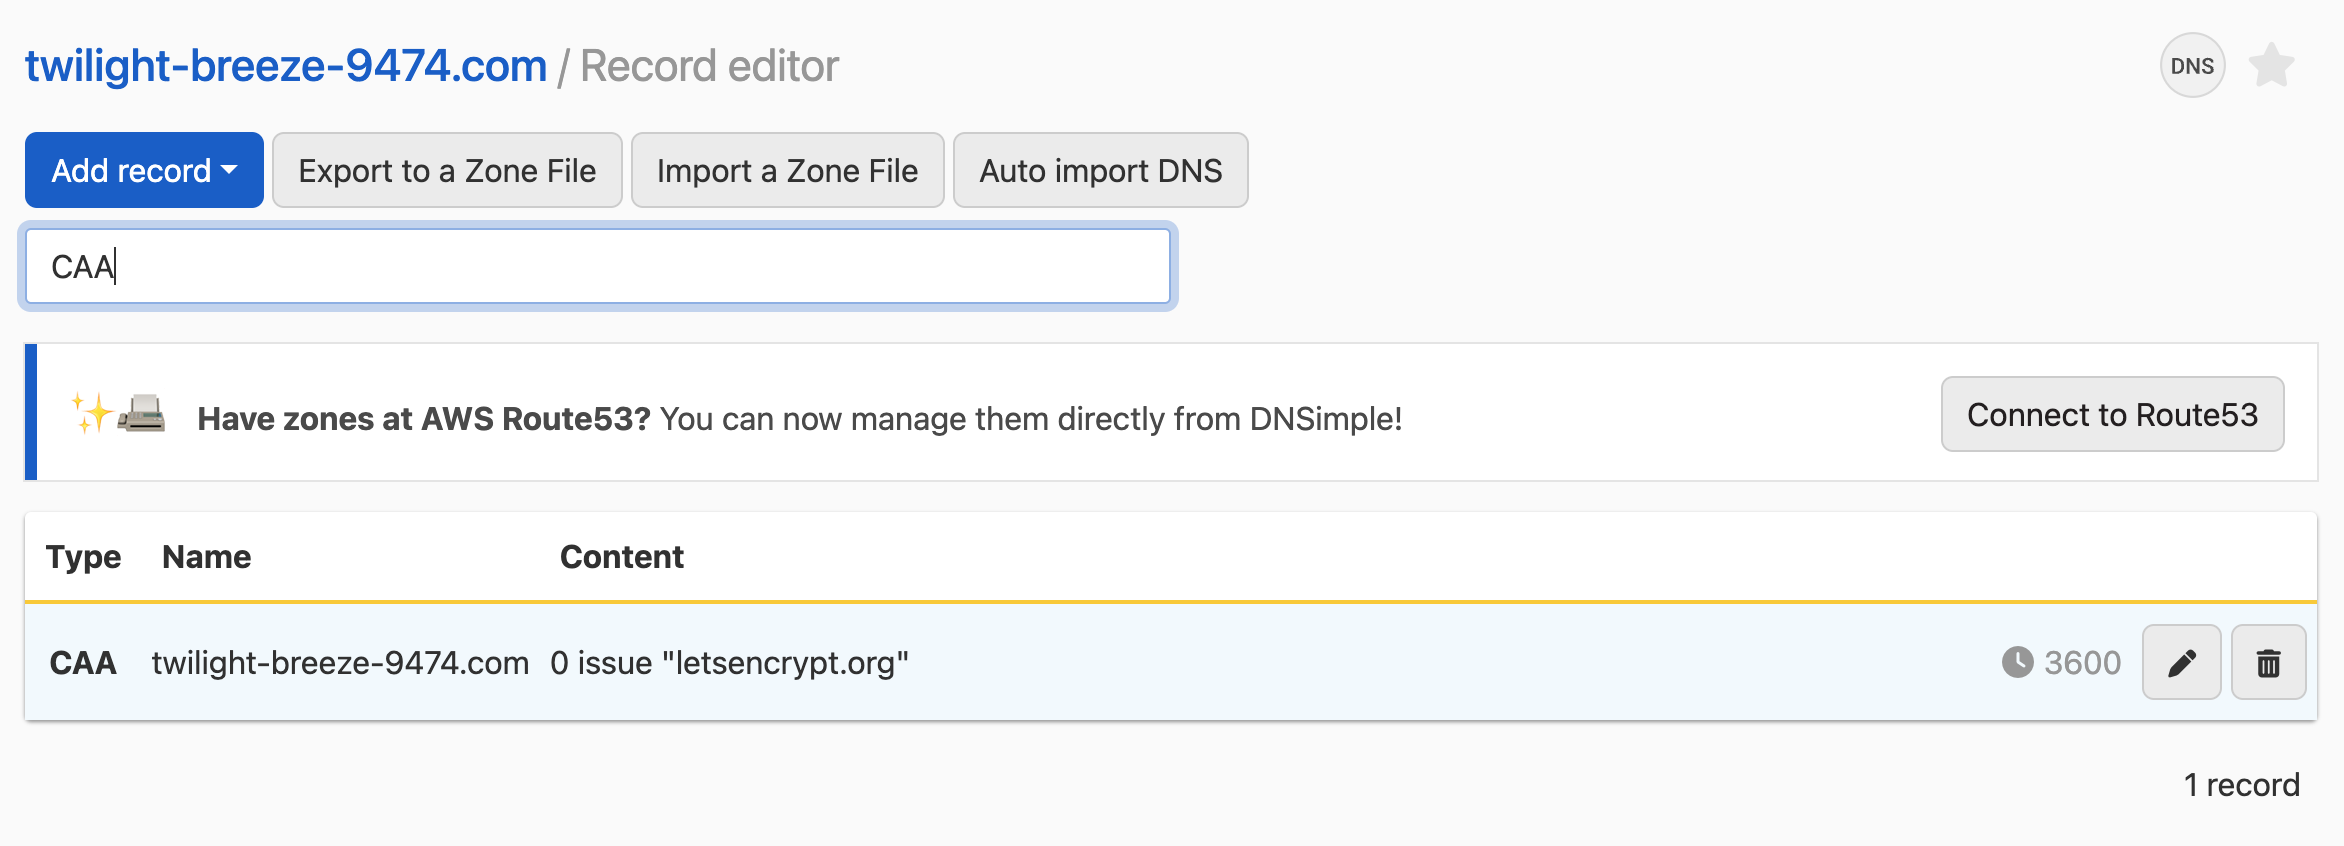 twilight-breeze-9474.com / Record editor
DNS
Add record
Export to a Zone File
Import a Zone File
Auto import DNS
CAA
Have zones at AWS Route53? You can now manage them directly from DNSimple!
Connect to Route53
Type Name Content
CAA twilight-breeze-9474.com 0 issue "letsencrypt.org" 3600
1 record